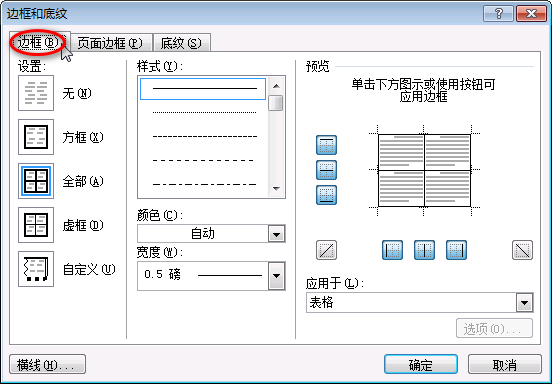 边框和底纹
边框(B) 页面边框(P) 底纹(S)
设置:
无(N)
方框(X)
全部(A)
虚框(D)
自定义(U)
样式(Y):
颜色(C):
自动
宽度(W):
0.5 磅
预览
单击下方图示或使用按钮可
应用边框
应用于(L):
表格
选项(O)...
横线(H)...
确定
取消